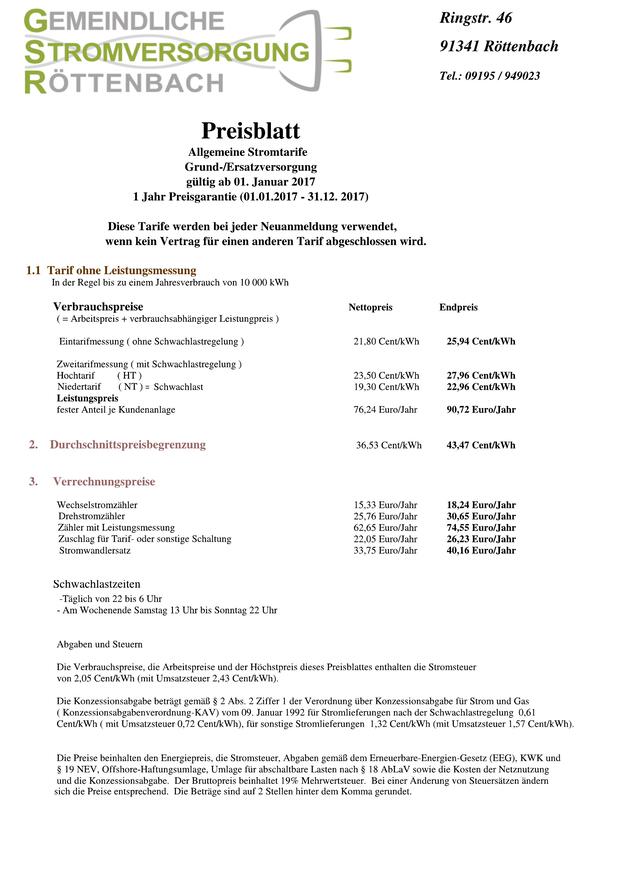 GEMEINDLICHE
STROMVERSORGUNG
RÖTTENBACH
Ringstr. 46
91341 Röttenbach
Tel.: 09195 / 949023
Preisblatt
Allgemeine Stromtarife
Grund-/Ersatzversorgung
gültig ab 01. Januar 2017
1 Jahr Preisgarantie (01.01.2017 - 31.12. 2017)
Diese Tarife werden bei jeder Neuanmeldung verwendet,
wenn kein Vertrag für einen anderen Tarif abgeschlossen wird.
1.1 Tarif ohne Leistungsmessung
In der Regel bis zu einem Jahresverbrauch von 10 000 kWh
Verbrauchspreise Nettopreis Endpreis
( = Arbeitspreis + verbrauchsabhängiger Leistungpreis )
Eintarifmessung ( ohne Schwachlastregelung ) 21,80 Cent/kWh 25,94 Cent/kWh
Zweitarifmessung ( mit Schwachlastregelung )
Hochtarif ( HT ) 23,50 Cent/kWh 27,96 Cent/kWh
Niedertarif ( NT ) = Schwachlast 19,30 Cent/kWh 22,96 Cent/kWh
Leistungspreis
fester Anteil je Kundenanlage 76,24 Euro/Jahr 90,72 Euro/Jahr
2. Durchschnittspreisbegrenzung 36,53 Cent/kWh 43,47 Cent/kWh
3. Verrechnungspreise
Wechselstromzähler 15,33 Euro/Jahr 18,24 Euro/Jahr
Drehstromzähler 25,76 Euro/Jahr 30,65 Euro/Jahr
Zähler mit Leistungsmessung 62,65 Euro/Jahr 74,55 Euro/Jahr
Zuschlag für Tarif- oder sonstige Schaltung 22,05 Euro/Jahr 26,23 Euro/Jahr
Stromwandlersatz 33,75 Euro/Jahr 40,16 Euro/Jahr
Schwachlastzeiten
-Täglich von 22 bis 6 Uhr
- Am Wochenende Samstag 13 Uhr bis Sonntag 22 Uhr
Abgaben und Steuern
Die Verbrauchspreise, die Arbeitspreise und der Höchstpreis dieses Preisblattes enthalten die Stromsteuer
von 2,05 Cent/kWh (mit Umsatzsteuer 2,43 Cent/kWh).
Die Konzessionsabgabe beträgt gemäß § 2 Abs. 2 Ziffer 1 der Verordnung über Konzessionsabgabe für Strom und Gas
( Konzessionsabgabenverordnung-KAV) vom 09. Januar 1992 für Stromlieferungen nach der Schwachlastregelung 0,61
Cent/kWh ( mit Umsatzsteuer 0,72 Cent/kWh), für sonstige Stromlieferungen 1,32 Cent/kWh (mit Umsatzsteuer 1,57 Cent/kWh).
Die Preise beinhalten den Energiepreis, die Stromsteuer, Abgaben gemäß dem Erneuerbare-Energien-Gesetz (EEG), KWK und
§ 19 NEV, Offshore-Haftungsumlage, Umlage für abschaltbare Lasten nach § 18 AbLaV sowie die Kosten der Netznutzung
und die Konzessionsabgabe. Der Bruttopreis beinhaltet 19% Mehrwertsteuer. Bei einer Änderung von Steuersätzen ändern
sich die Preise entsprechend. Die Beträge sind auf 2 Stellen hinter dem Komma gerundet.